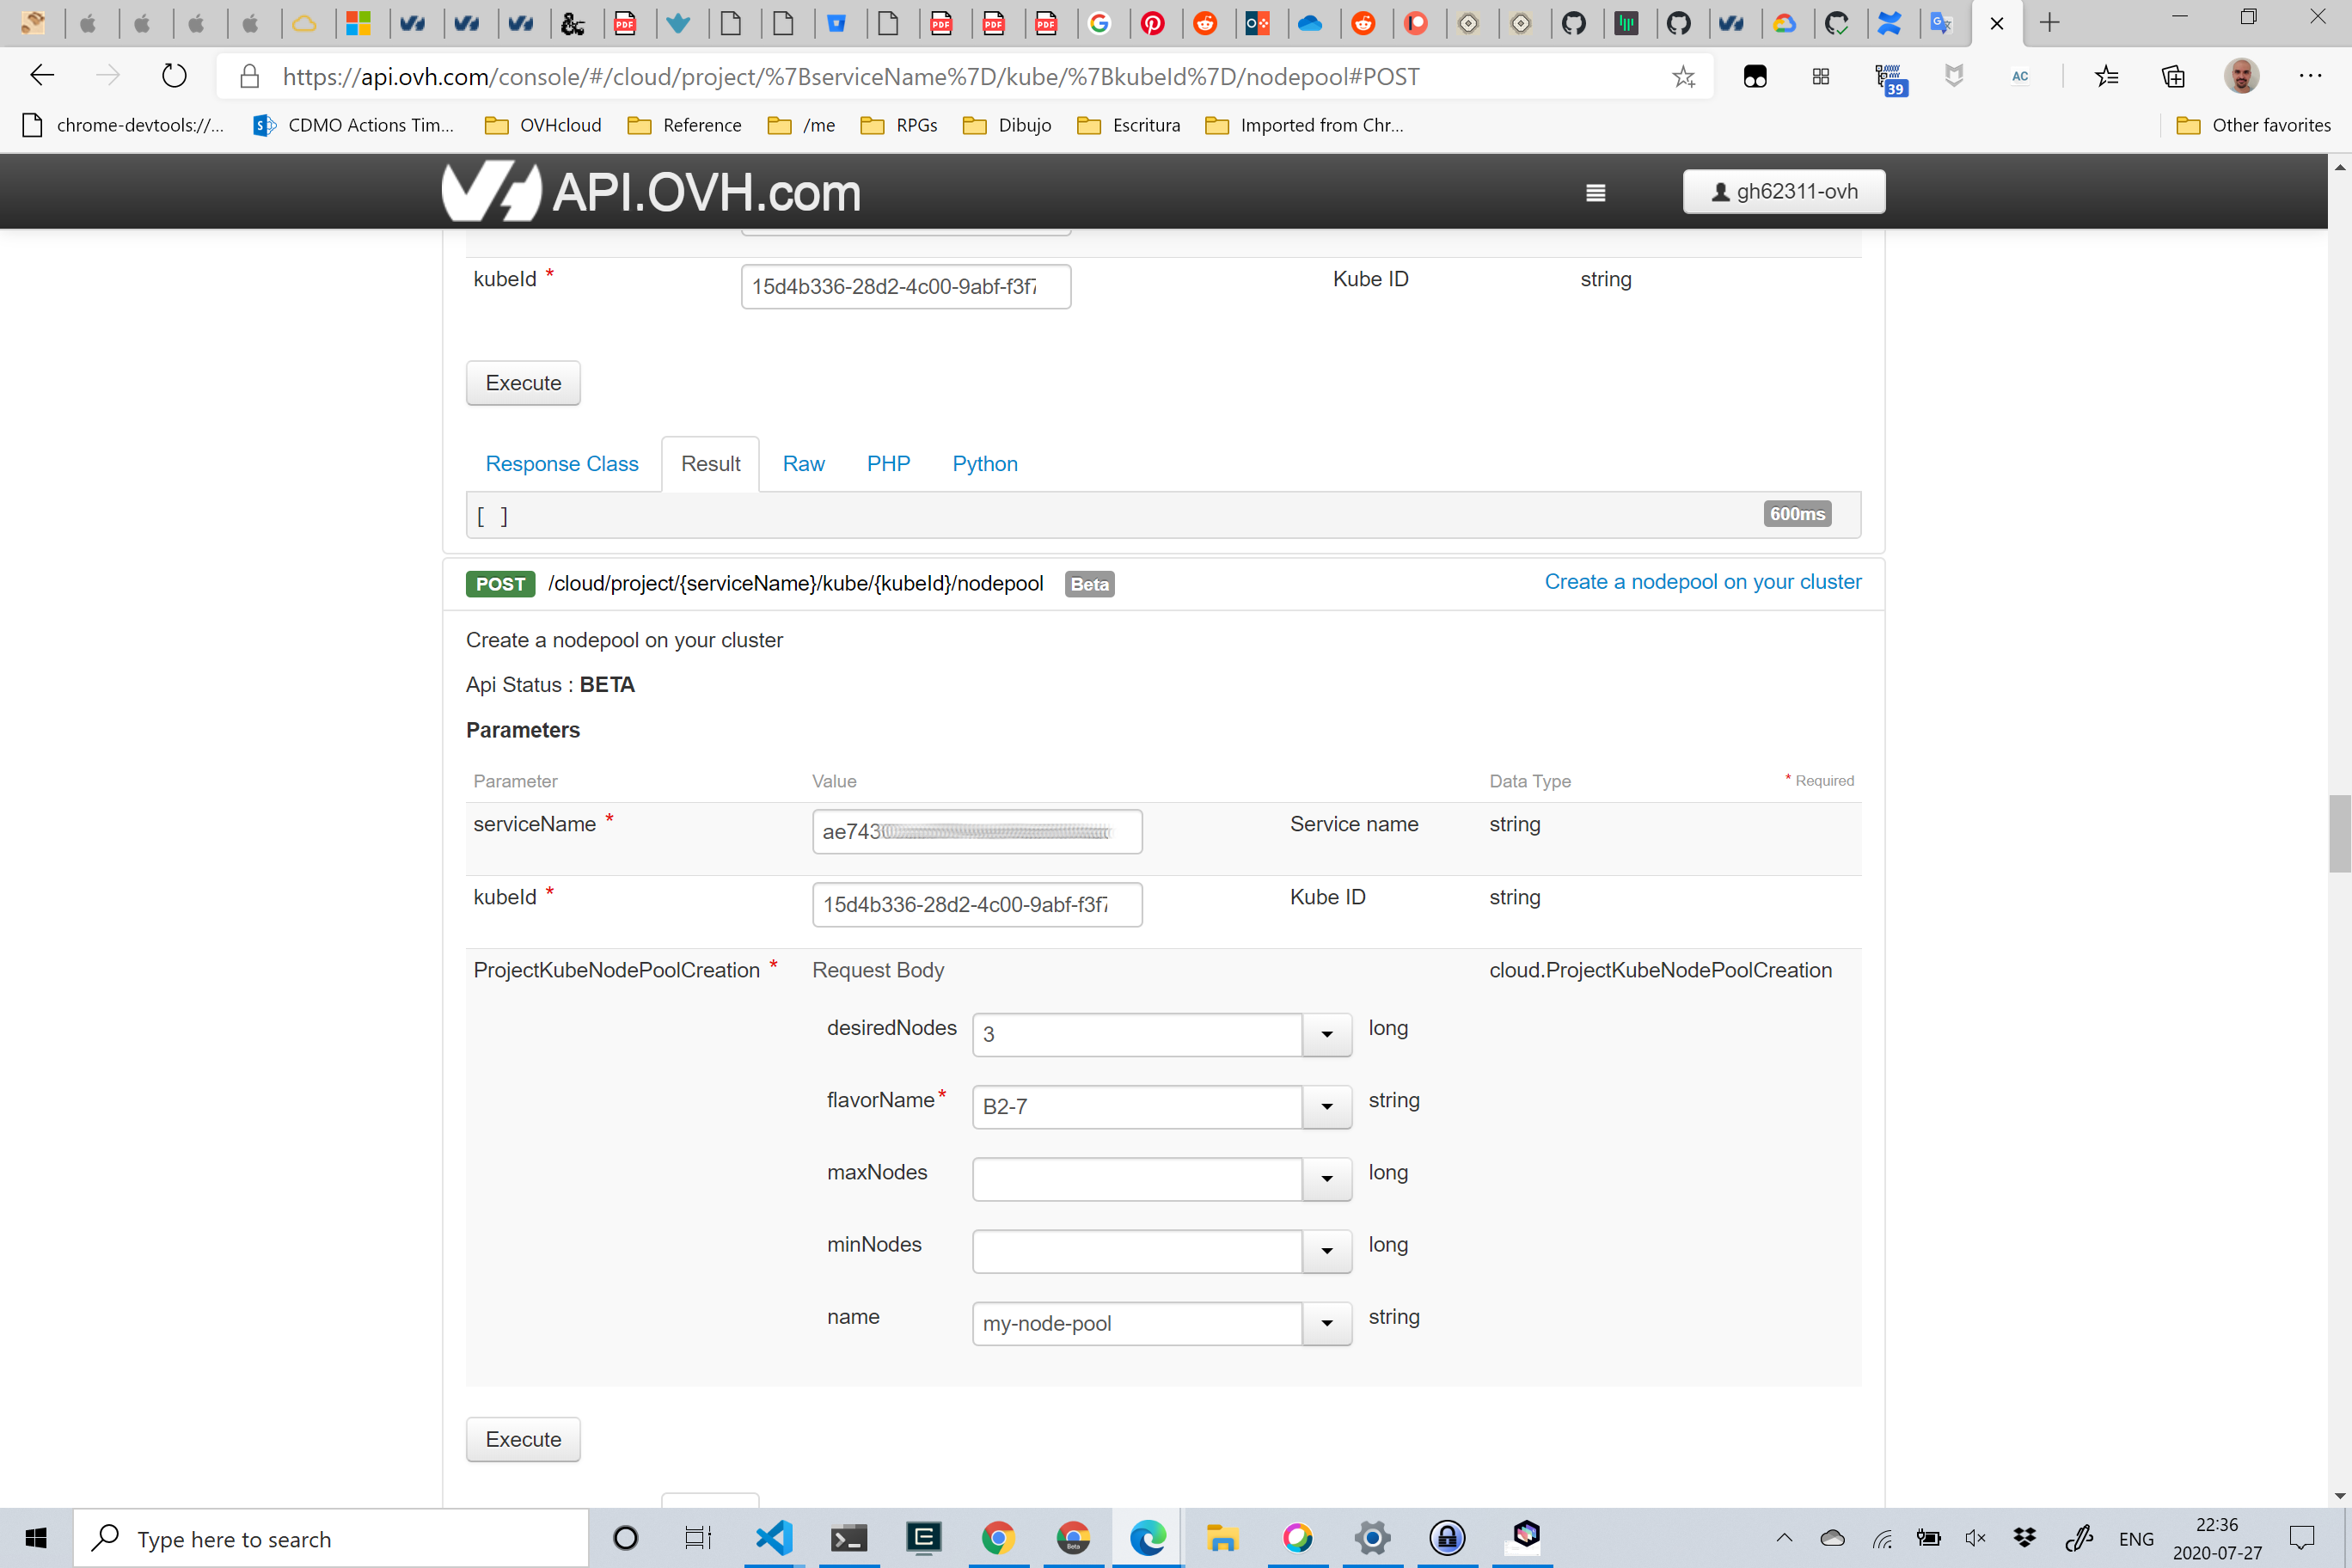 https://api.ovh.com/console/#/cloud/project/%7BserviceName%7D/kube/%7BkubeId%7D/nodepool#POST
39
AC
chrome-devtools://...
CDMO Actions Tim...
OVHcloud
Reference
/me
RPGs
Dibujo
Escritura
Imported from Chr...
Other favorites
API.OVH.com
gh62311-ovh
kubeId *
15d4b336-28d2-4c00-9abf-f3f7
Kube ID
string
Execute
Response Class
Result
Raw
PHP
Python
[ ]
600ms
POST
/cloud/project/{serviceName}/kube/{kubeId}/nodepool
Beta
Create a nodepool on your cluster
Create a nodepool on your cluster
Api Status : BETA
Parameters
Parameter
Value
Data Type
* Required
serviceName *
ae743
Service name
string
kubeId *
15d4b336-28d2-4c00-9abf-f3f7
Kube ID
string
ProjectKubeNodePoolCreation *
Request Body
cloud.ProjectKubeNodePoolCreation
desiredNodes
3
long
flavorName*
B2-7
string
maxNodes
long
minNodes
long
name
my-node-pool
string
Execute
Type here to search
ENG
22:36
2020-07-27